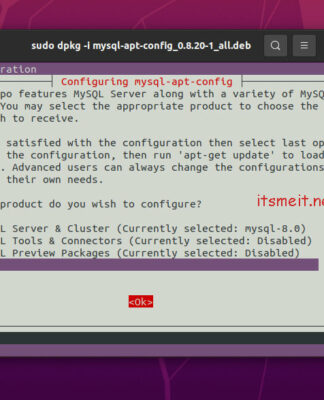 sudo dpkg -i mysql-apt-config_0.8.20-1_all.deb
ration
Configuring mysql-apt-config
po features MySQL Server along with a variety of MySQ
You may select the appropriate product to choose the
h to receive.
satisfied with the configuration then select last op
the configuration, then run 'apt-get update' to load
. Advanced users can always change the configurations
their own needs.
product do you wish to configure?
itsmeit.ne
L Server & Cluster (Currently selected: mysql-8.0)
L Tools & Connectors (Currently selected: Disabled)
L Preview Packages (Currently selected: Disabled)
<Ok>